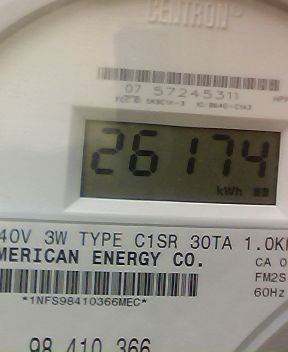 CENTRON®
07 57245311
26174
kWh
40V 3W TYPE C1SR 30TA 1.0K
MERICAN ENERGY CO.
CA 0
FM2S
60Hz
*1NFS98410366MEC*
98 410 366